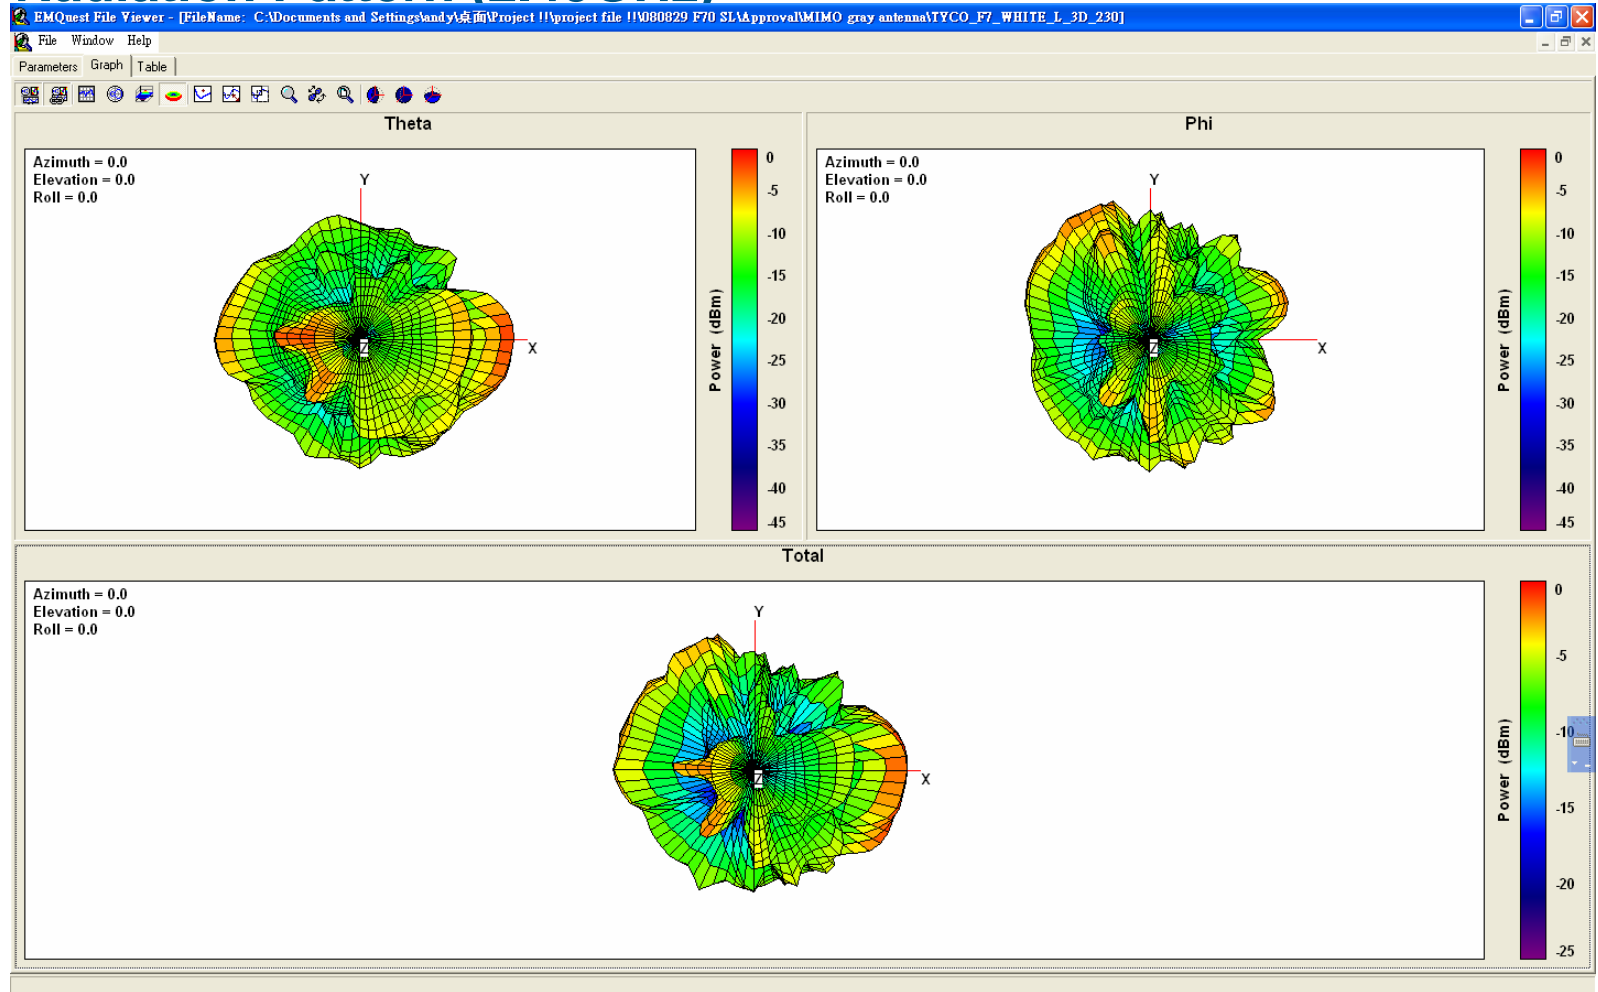 Radiation Pattern (2.45GHz)
EMQuest File Viewer - [FileName: C:\Documents and Settings\andy\桌面\Project !!\project file !!\080829 F70 SL\Approval\MIMO gray antenna\TYCO_F7_WHITE_L_3D_230]
File Window Help
Parameters Graph Table
Theta
Azimuth = 0.0
Elevation = 0.0
Roll = 0.0
Y
X
Z
0
-5
-10
-15
-20
-25
-30
-35
-40
-45
Power (dBm)
Phi
Azimuth = 0.0
Elevation = 0.0
Roll = 0.0
Y
X
Z
0
-5
-10
-15
-20
-25
-30
-35
-40
-45
Power (dBm)
Total
Azimuth = 0.0
Elevation = 0.0
Roll = 0.0
Y
X
Z
0
-5
-10
-15
-20
-25
Power (dBm)